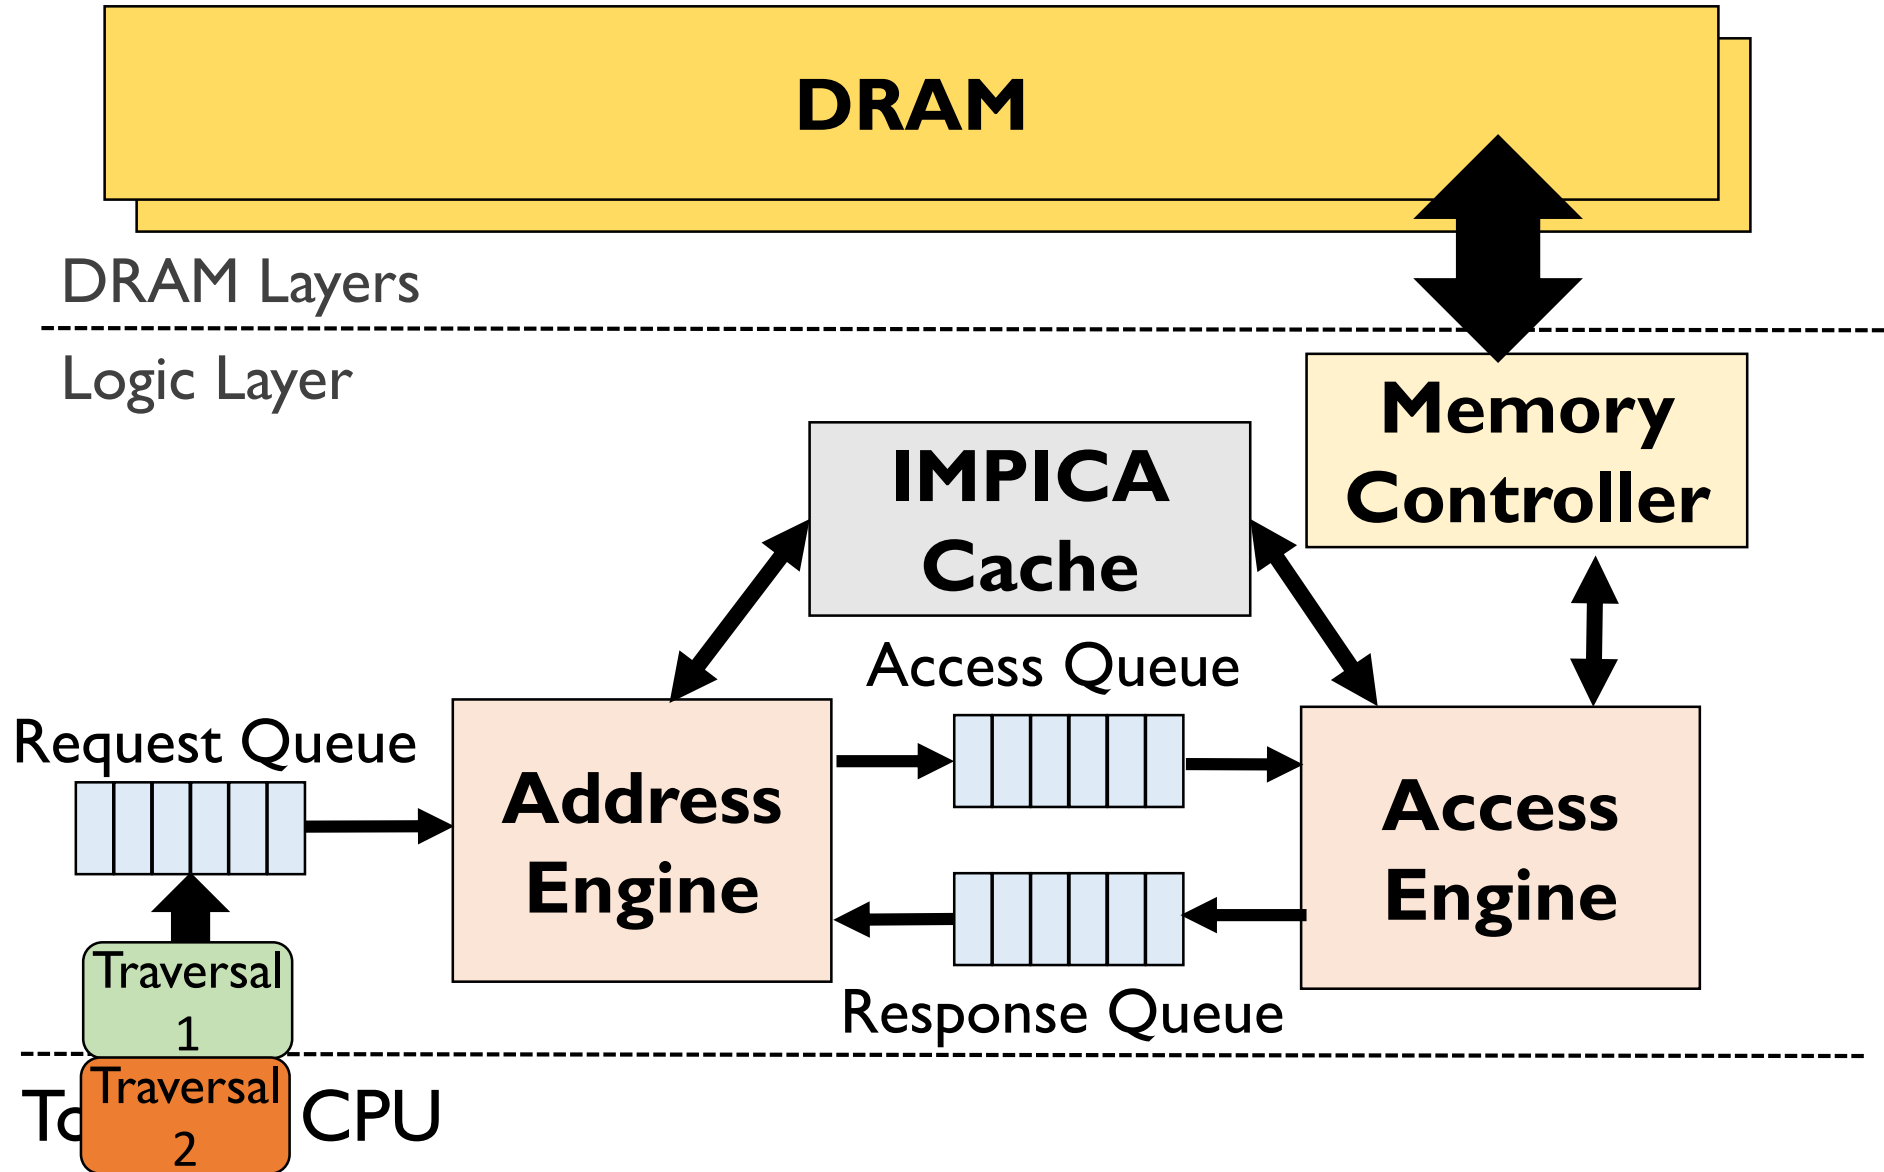 DRAM
DRAM Layers
Logic Layer
Memory
Controller
IMPICA
Cache
Access Queue
Request Queue
Address
Engine
Access
Engine
Traversal
1
Response Queue
Traversal
2
CPU